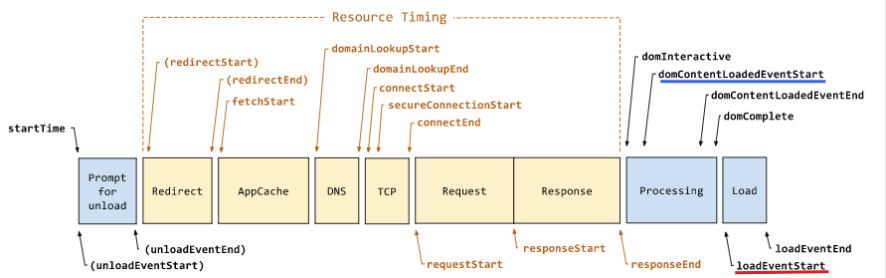 Resource Timing
domainLookupStart
domInteractive
(redirectStart)
domainLookupEnd
domContentLoadedEventStart
(redirectEnd)
connectStart
domContentLoadedEventEnd
fetchStart
secureConnectionStart
domComplete
connectEnd
startTime
Prompt
for
unload
Redirect
AppCache
DNS
TCP
Request
Response
Processing
Load
(unloadEventEnd)
responseStart
loadEventEnd
(unloadEventStart)
requestStart
responseEnd
loadEventStart